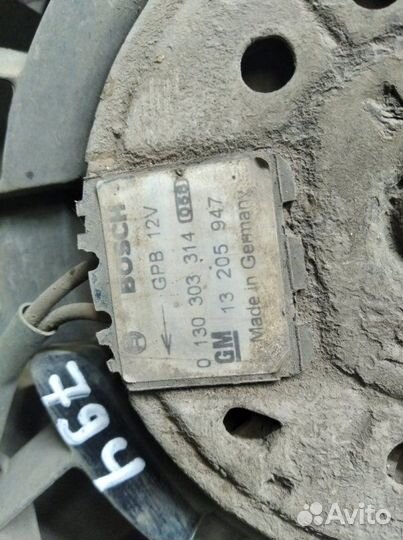 BOSCH
GPB 12V
0 130 303 314
GM 13 205 947
Made in Germany
Avito